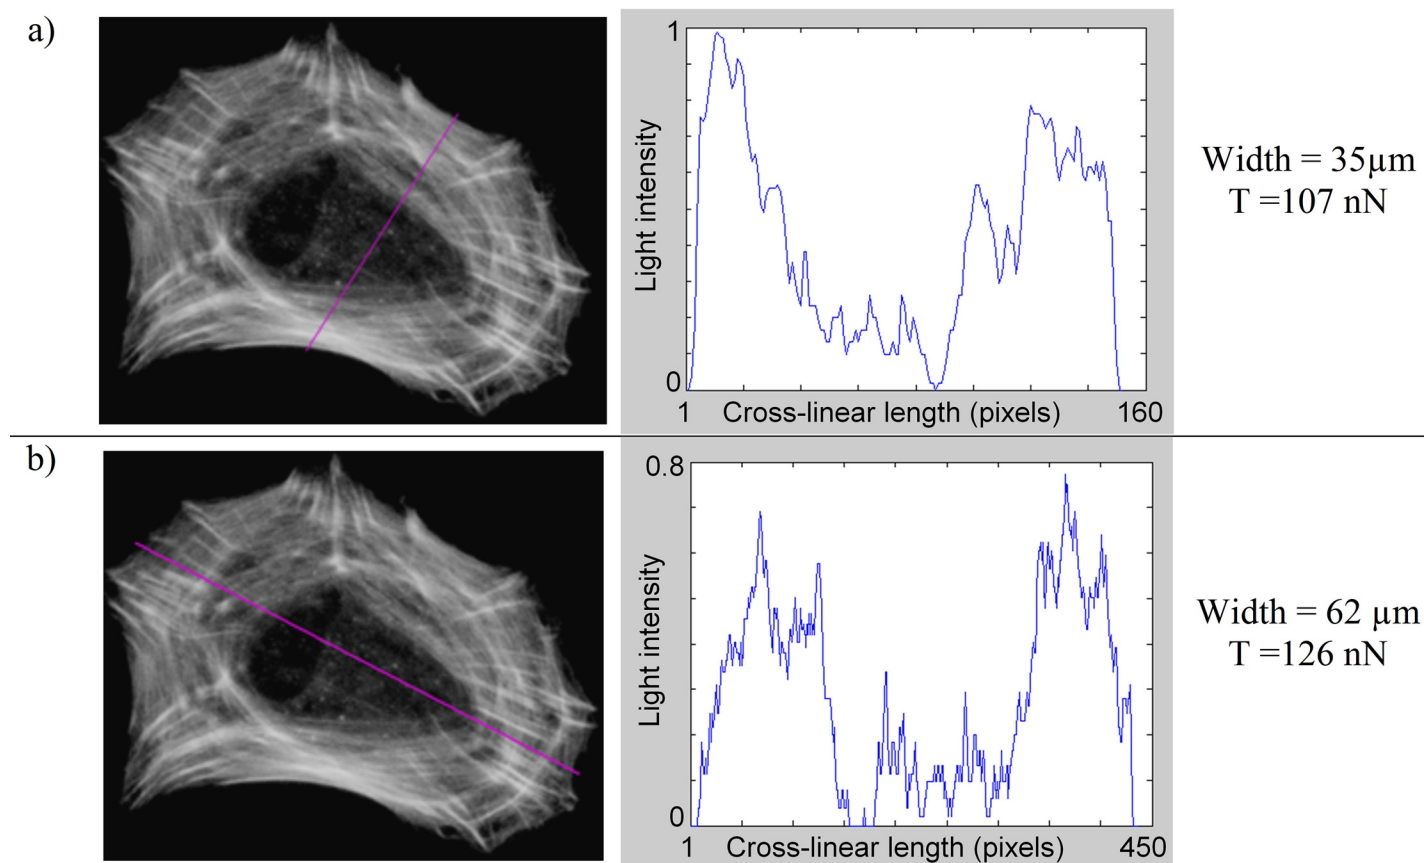 a)
1
Light intensity
0
1 Cross-linear length (pixels) 160
Width = 35µm
T =107 nN
b)
0.8
Light intensity
0
1 Cross-linear length (pixels) 450
Width = 62 µm
T =126 nN